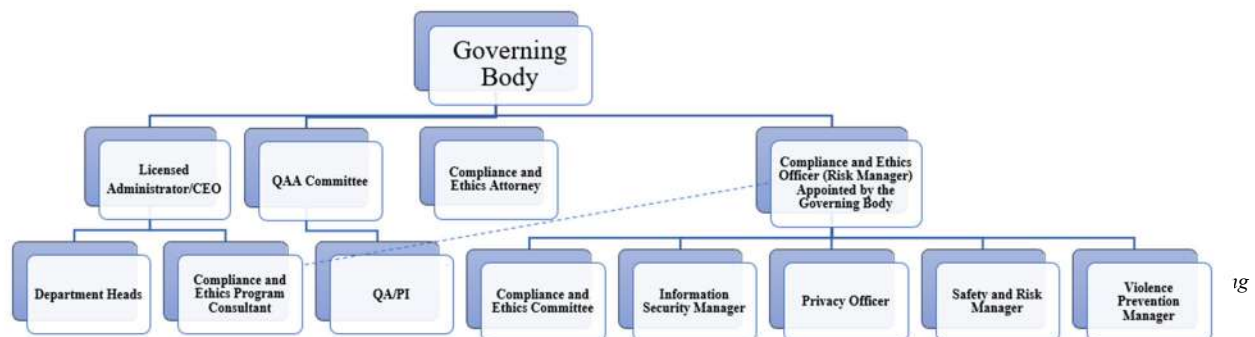 Governing
Body
Licensed
Administrator/CEO
QAA Committee
Compliance and
Ethics Attorney
Compliance and Ethics
Officer (Risk Manager)
Appointed by the
Governing Body
Department Heads
Compliance and
Ethics Program
Consultant
QA/PI
Compliance and
Ethics Committee
Information
Security Manager
Privacy Officer
Safety and Risk
Manager
Violence
Prevention
Manager